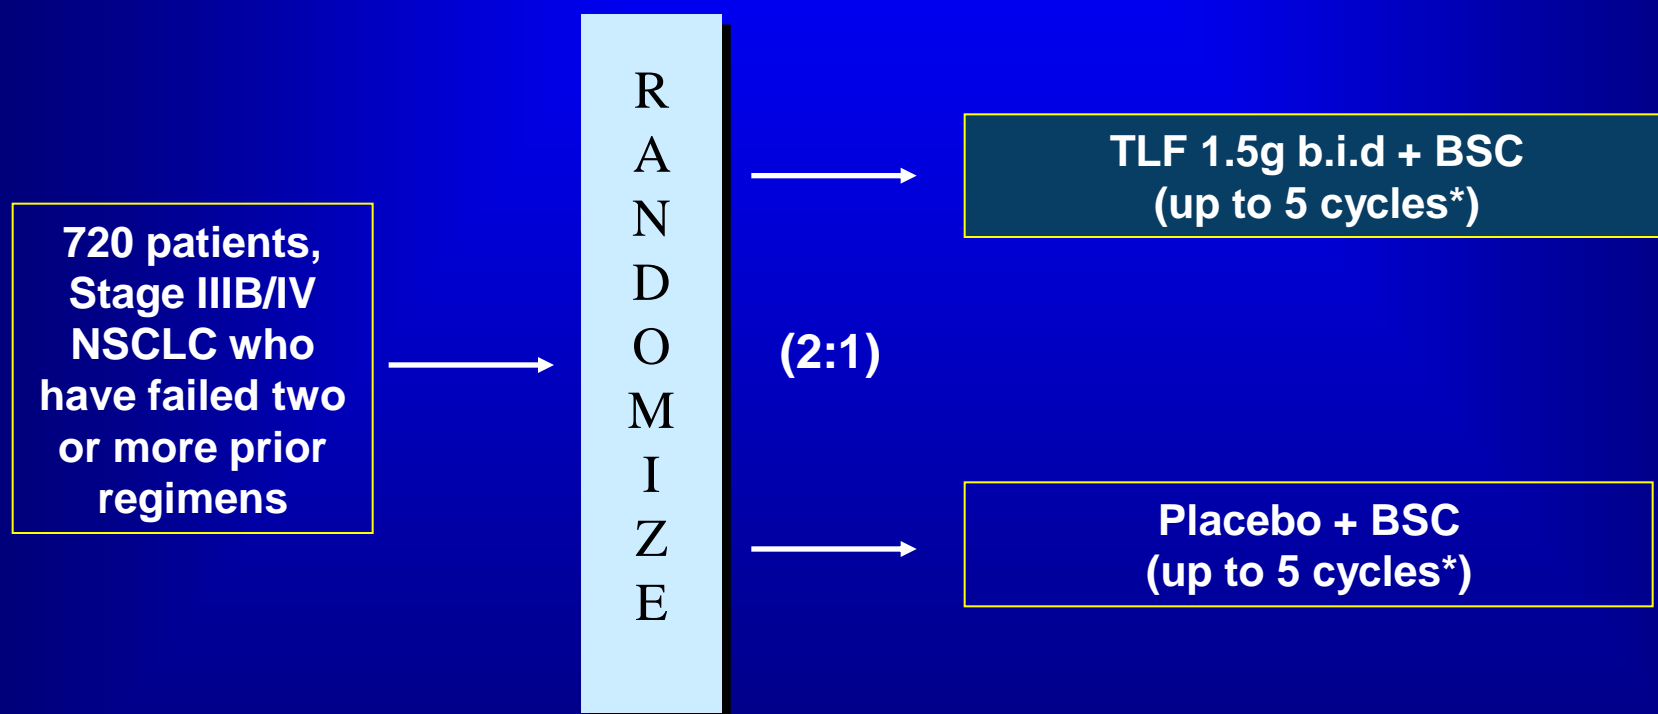 720 patients,
Stage IIIB/IV
NSCLC who
have failed two
or more prior
regimens
R
A
N
D
O
M
I
Z
E
(2:1)
TLF 1.5g b.i.d + BSC
(up to 5 cycles*)
Placebo + BSC
(up to 5 cycles*)